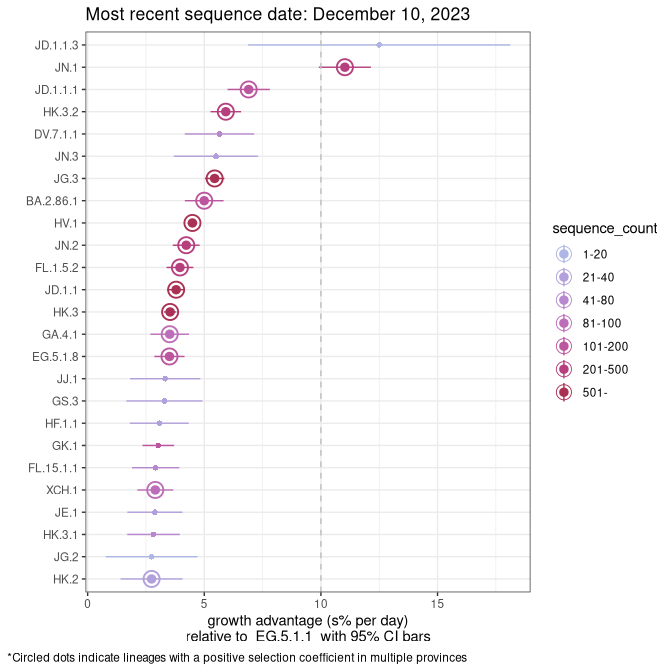 Most recent sequence date: December 10, 2023
JD.1.1.3
JN.1
JD.1.1.1
HK.3.2
DV.7.1.1
JN.3
JG.3
BA.2.86.1
HV.1
JN.2
FL.1.5.2
JD.1.1
HK.3
GA.4.1
EG.5.1.8
JJ.1
GS.3
HF.1.1
GK.1
FL.15.1.1
XCH.1
JE.1
HK.3.1
JG.2
HK.2
0 5 10 15
growth advantage (s% per day)
relative to EG.5.1.1 with 95% CI bars
sequence_count
1-20
21-40
41-80
81-100
101-200
201-500
501-
*Circled dots indicate lineages with a positive selection coefficient in multiple provinces